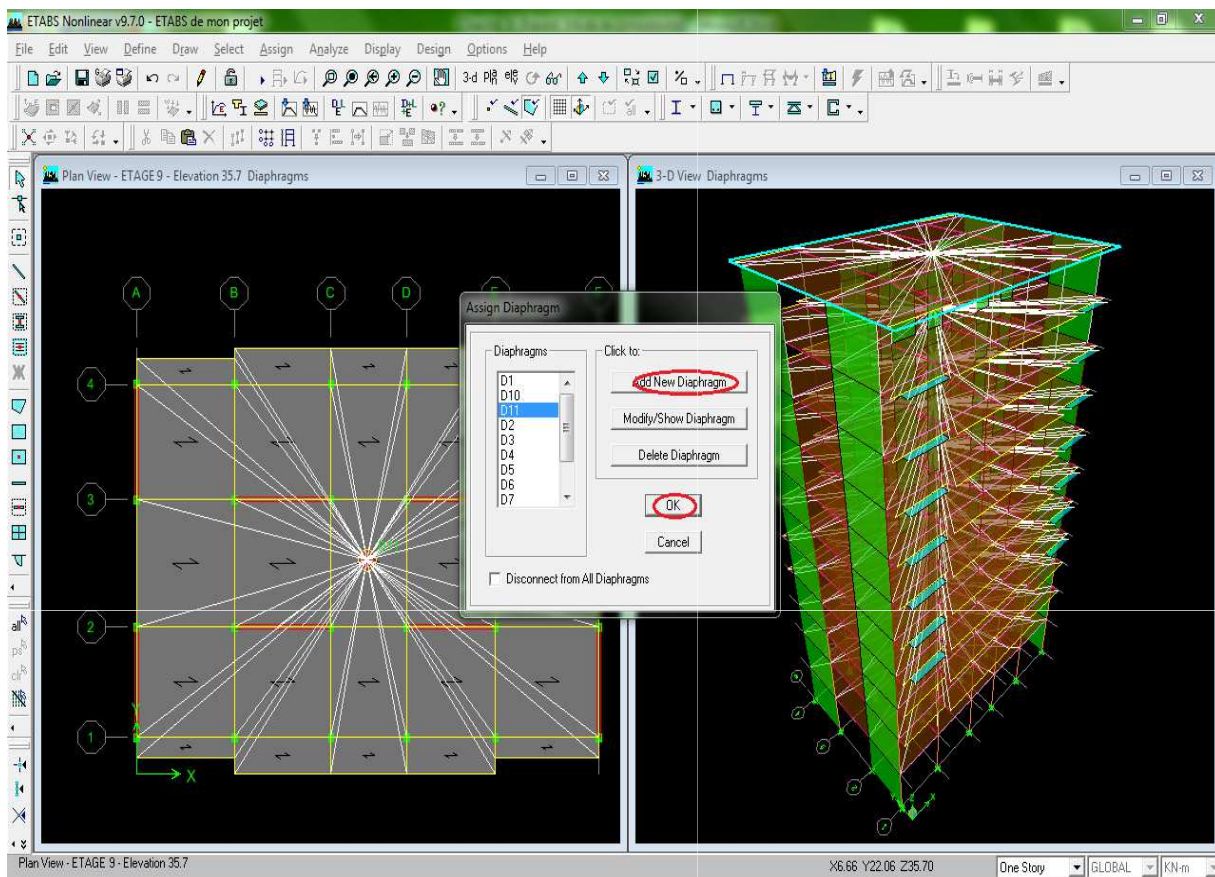 ETABS Nonlinear v9.7.0 - ETABS de mon projet
File Edit View Define Draw Select Assign Analyze Display Design Options Help
3-d
Plan View - ETAGE 9 - Elevation 35.7 Diaphragms
3-D View Diaphragms
A B C D
Assign Diaphragm
Diaphragms
Click to:
D1
D10
D11
D2
D3
D4
D5
D6
D7
Add New Diaphragm
Modify/Show Diaphragm
Delete Diaphragm
OK
Cancel
Disconnect from All Diaphragms
4
3
2
1
Y
X
all
ps
clr
Plan View - ETAGE 9 - Elevation 35.7
X6.66 Y22.06 Z35.70
One Story
GLOBAL
KN-m